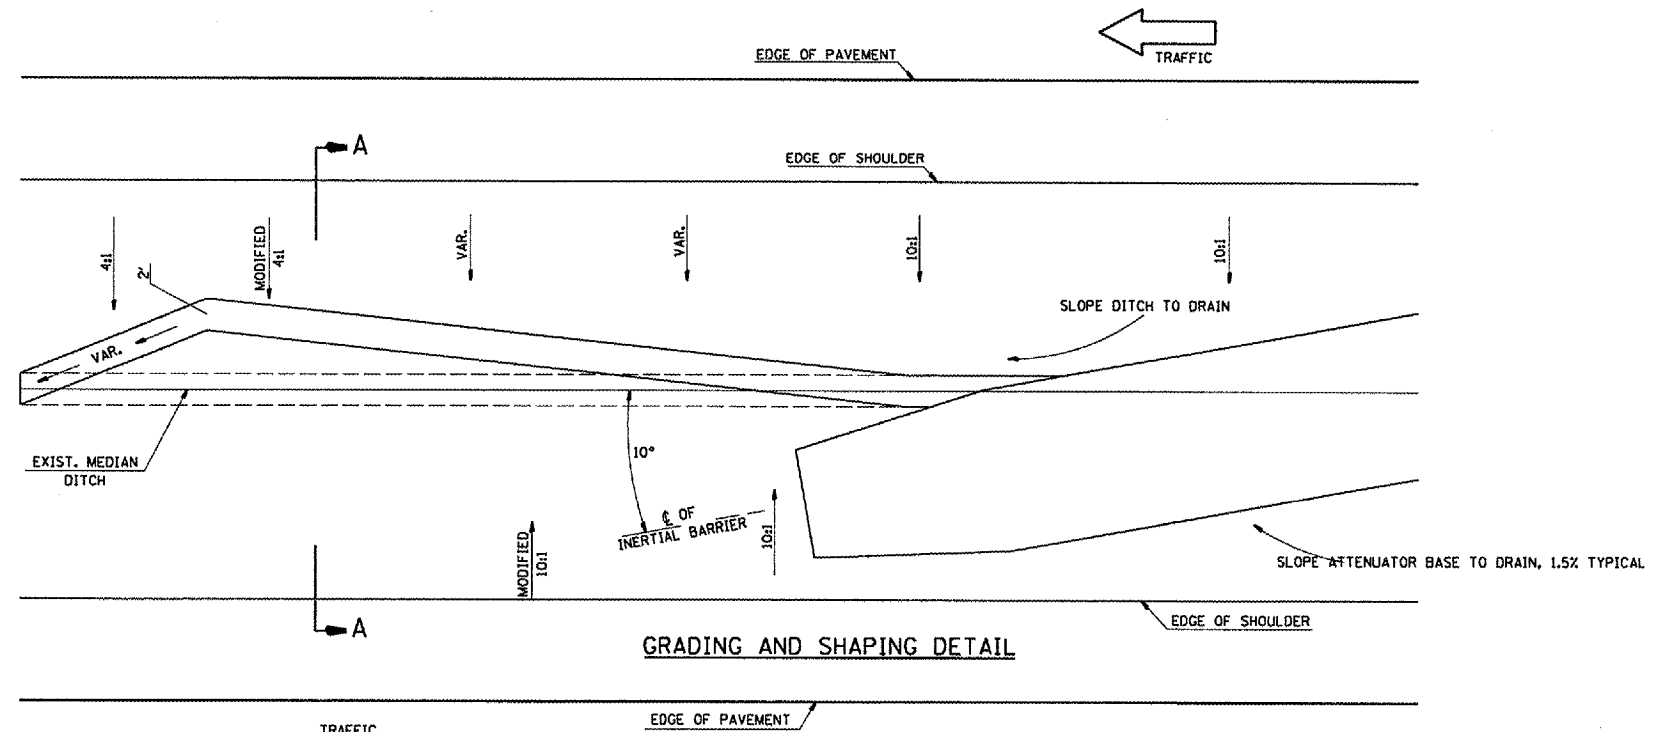 TRAFFIC
EDGE OF PAVEMENT
A
EDGE OF SHOULDER
4:1
2'
MODIFIED
4:1
VAR.
VAR.
10:1
10:1
SLOPE DITCH TO DRAIN
VAR.
EXIST. MEDIAN
DITCH
10°
℄ OF
INERTIAL BARRIER
10:1
MODIFIED
10:1
SLOPE ATTENUATOR BASE TO DRAIN, 1.5% TYPICAL
A
EDGE OF SHOULDER
GRADING AND SHAPING DETAIL
EDGE OF PAVEMENT
TRAFFIC